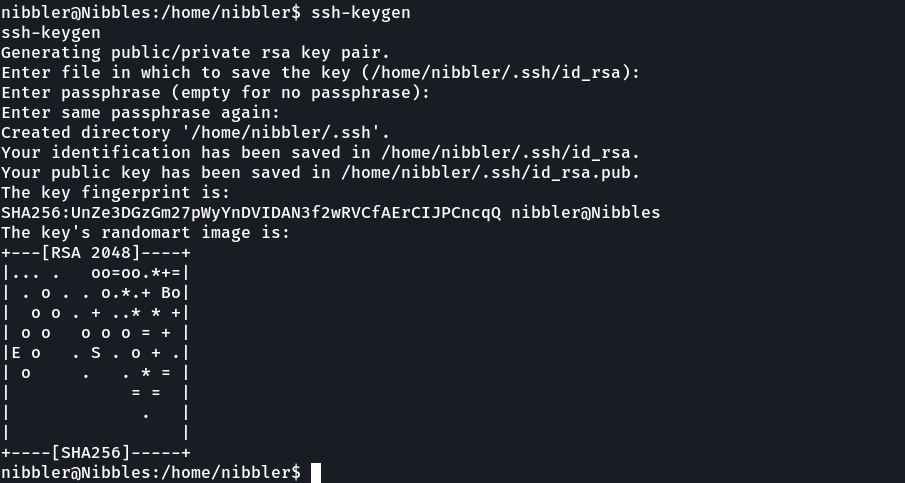 nibbler@Nibbles:/home/nibbler$ ssh-keygen
ssh-keygen
Generating public/private rsa key pair.
Enter file in which to save the key (/home/nibbler/.ssh/id_rsa):
Enter passphrase (empty for no passphrase):
Enter same passphrase again:
Created directory '/home/nibbler/.ssh'.
Your identification has been saved in /home/nibbler/.ssh/id_rsa.
Your public key has been saved in /home/nibbler/.ssh/id_rsa.pub.
The key fingerprint is:
SHA256:UnZe3DGzGm27pWyYnDVIDAN3f2wRVCfAErCIJPCncqQ nibbler@Nibbles
The key's randomart image is:
+---[RSA 2048]----+
|... .   oo=oo.*+=|
| . o . . o.*.+ Bo|
|  o o . + ..* * +|
| o o   o o o = + |
|E o   . S . o + .|
| o     .   . * = |
|            = =  |
|             .   |
|                 |
+----[SHA256]-----+
nibbler@Nibbles:/home/nibbler$